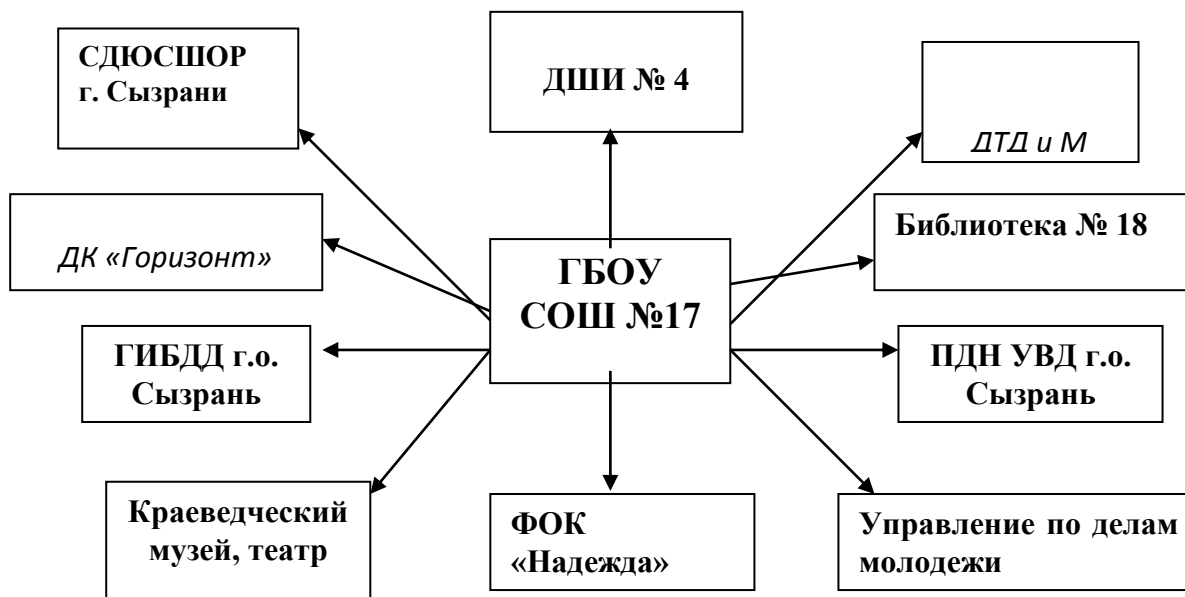 СДЮСШОР
г. Сызрани
ДШИ № 4
ДТД и М
ДК «Горизонт»
ГБОУ
СОШ №17
Библиотека № 18
ГИБДД г.о.
Сызрань
ПДН УВД г.о.
Сызрань
Краеведческий
музей, театр
ФОК
«Надежда»
Управление по делам
молодежи